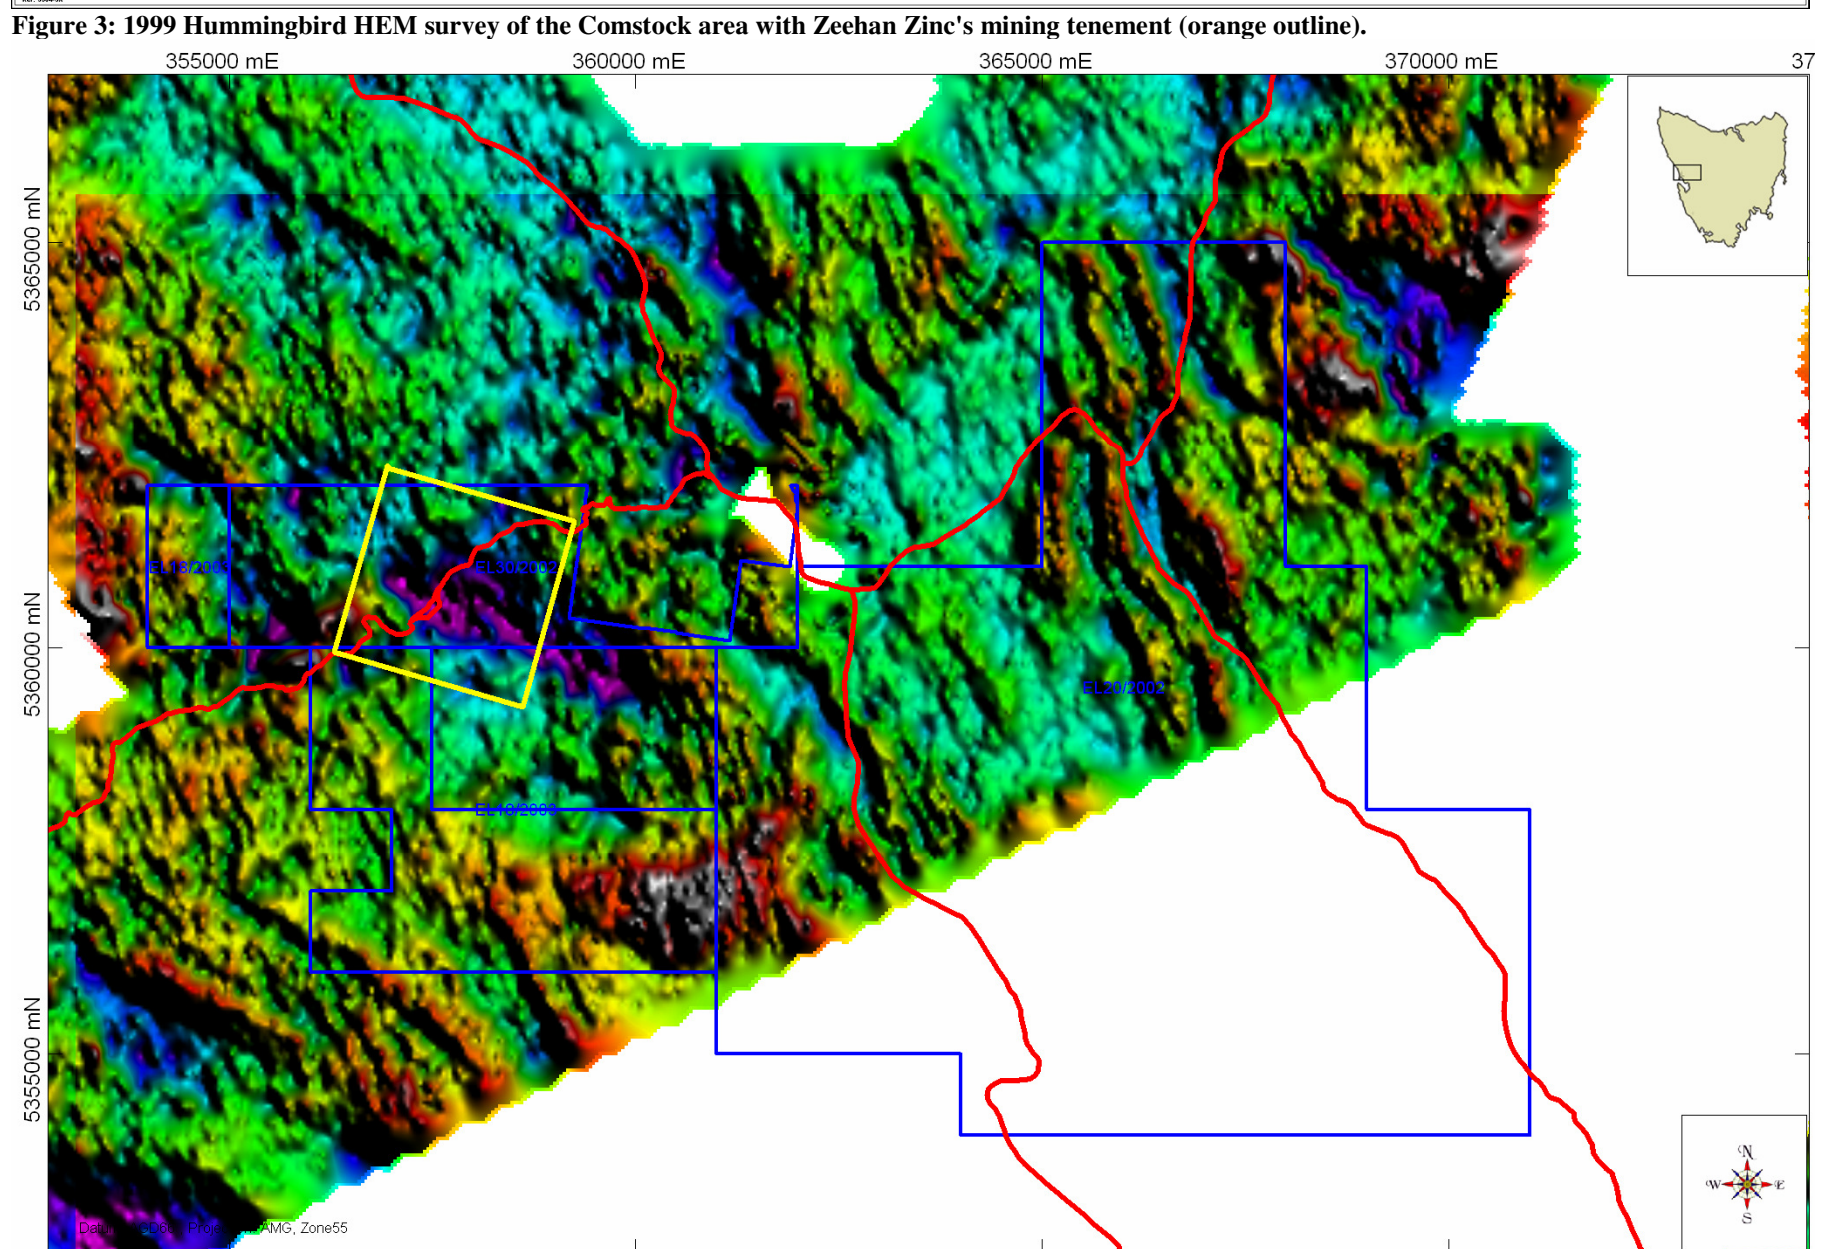 Figure 3: 1999 Hummingbird HEM survey of the Comstock area with Zeehan Zinc's mining tenement (orange outline).
355000 mE 360000 mE 365000 mE 370000 mE 37
5365000 mN
5360000 mN
5355000 mN
EL18/2003
EL30/2002
EL20/2002
EL18/2003
AMG, Zone55
N
W E
S